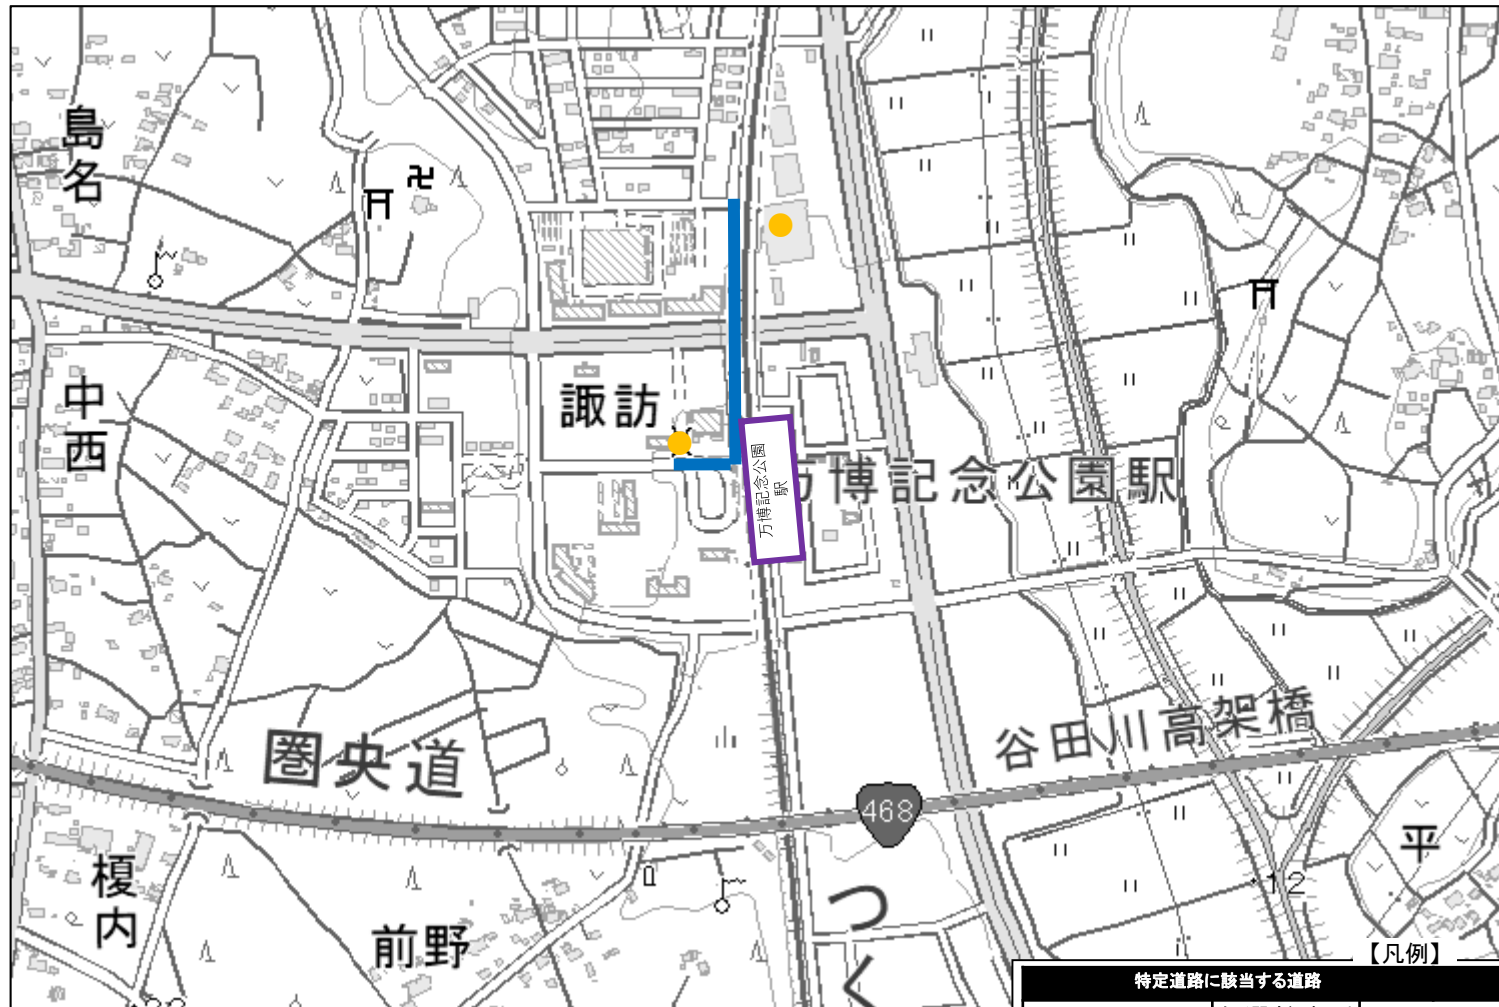 島名
中西
諏訪
万博記念公園
駅
万博記念公園駅
圏央道
谷田川高架橋
468
平
12
榎内
前野
つく
【凡例】
特定道路に該当する道路